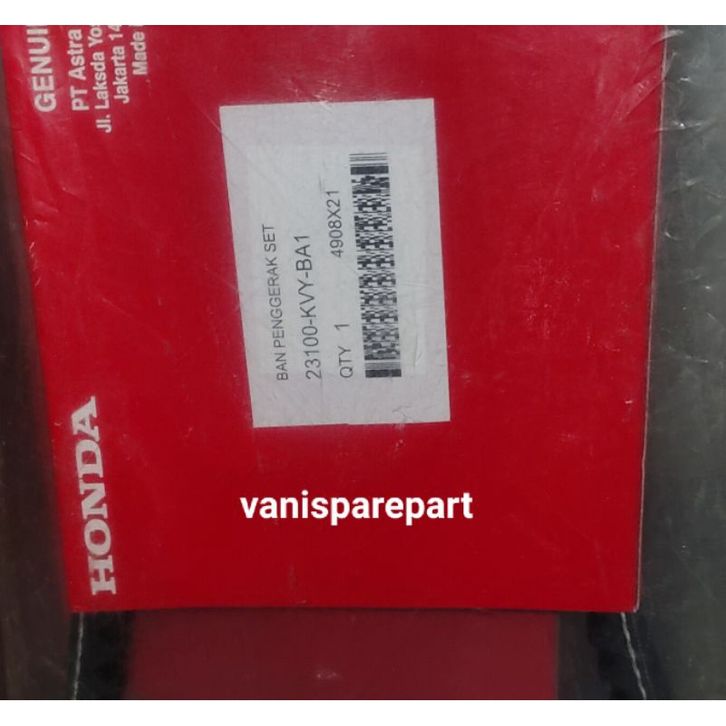 GENUI
PT Astra
Jl. Laksda Yos
Jakarta 14
Made
BAN PENGGERAK SET
23100-KVY-BA1
QTY 1 4908X21
HONDA
vanisparepart